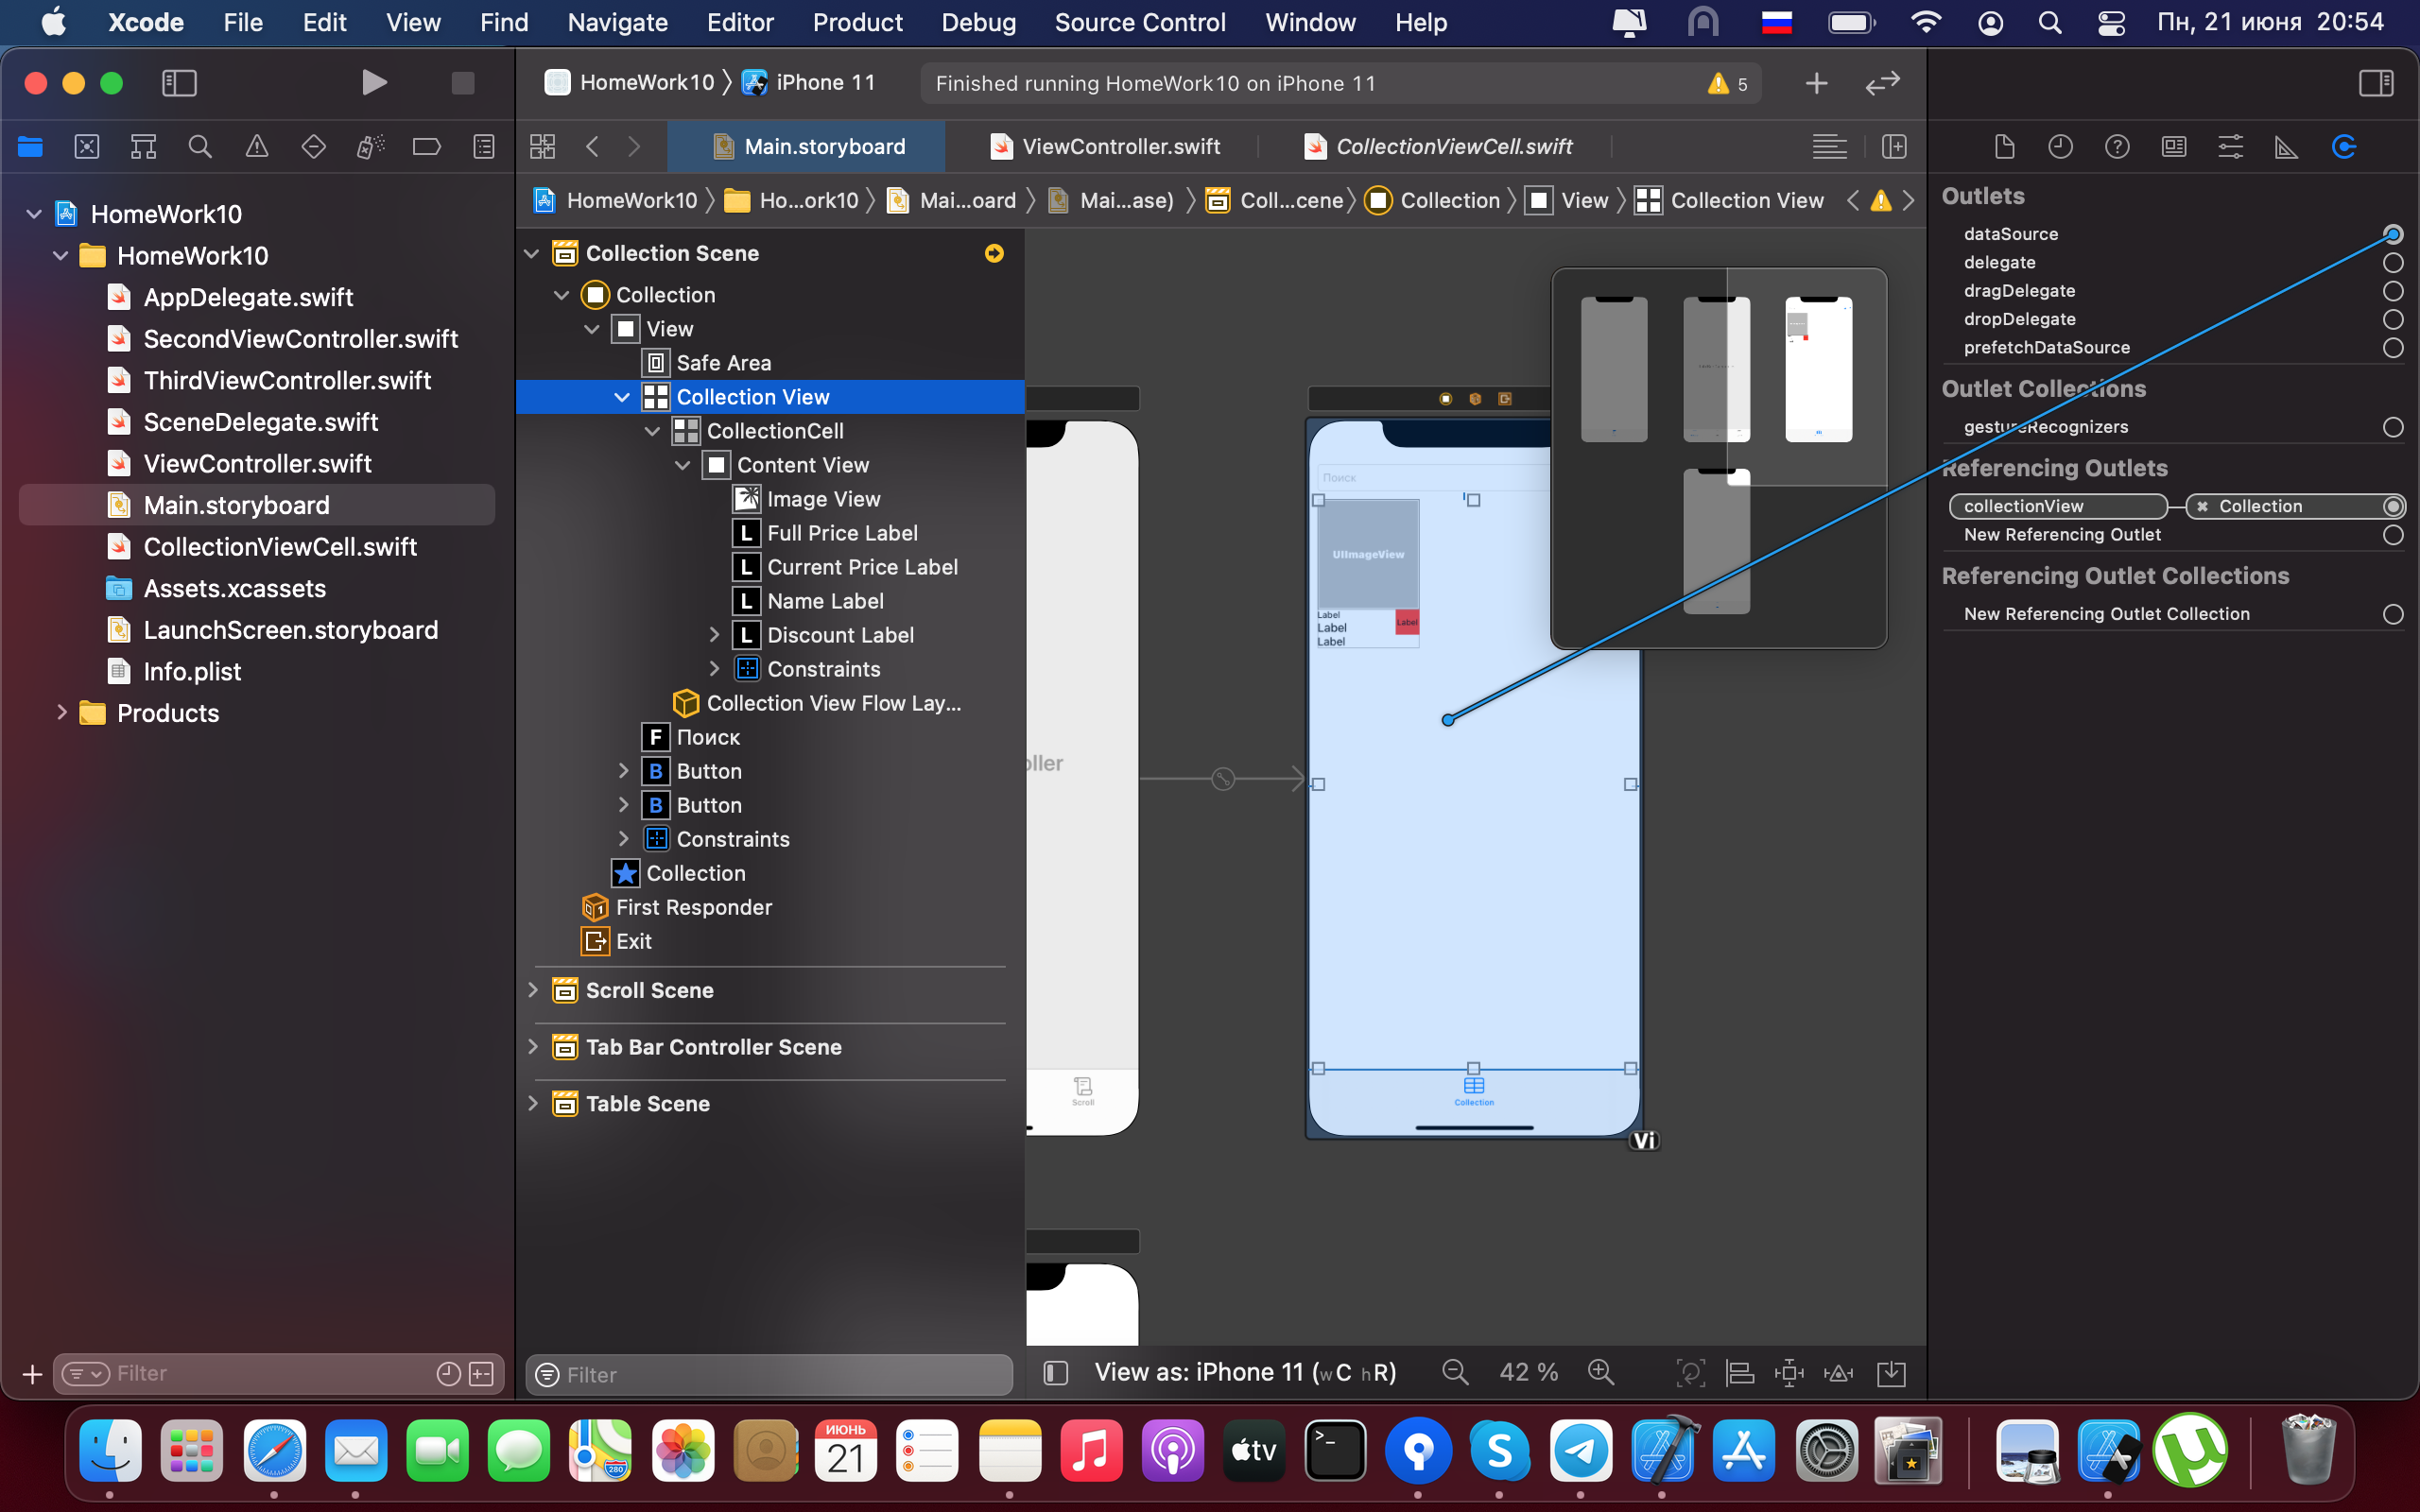 Xcode File Edit View Find Navigate Editor Product Debug Source Control Window Help Пн, 21 июня 20:54
HomeWork10 iPhone 11 Finished running HomeWork10 on iPhone 11 5
Main.storyboard ViewController.swift CollectionViewCell.swift
HomeWork10 Ho...ork10 Mai...oard Mai...ase) Coll...cene Collection View Collection View
HomeWork10
HomeWork10
AppDelegate.swift
SecondViewController.swift
ThirdViewController.swift
SceneDelegate.swift
ViewController.swift
Main.storyboard
CollectionViewCell.swift
Assets.xcassets
LaunchScreen.storyboard
Info.plist
Products
Filter
Collection Scene
Collection
View
Safe Area
Collection View
CollectionCell
Content View
Image View
L Full Price Label
L Current Price Label
L Name Label
L Discount Label
Constraints
Collection View Flow Lay...
F Поиск
B Button
B Button
Constraints
Collection
First Responder
Exit
Scroll Scene
Tab Bar Controller Scene
Table Scene
Filter
oller
Scroll
Поиск
UIImageView
Label
Label
Label
Label
Collection
Vi
View as: iPhone 11 (wC hR) 42 %
Outlets
dataSource
delegate
dragDelegate
dropDelegate
prefetchDataSource
Outlet Collections
gestureRecognizers
Referencing Outlets
collectionView Collection
New Referencing Outlet
Referencing Outlet Collections
New Referencing Outlet Collection
280
ИЮНЬ
21
tv
>_
S
µ